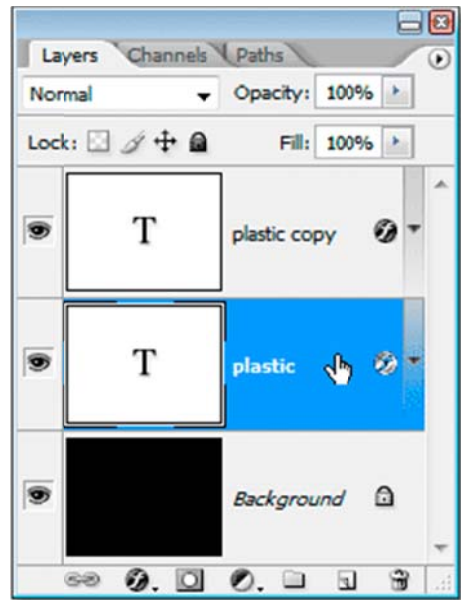 Layers Channels Paths
Normal Opacity: 100%
Lock: Fill: 100%
T plastic copy
T plastic
Background